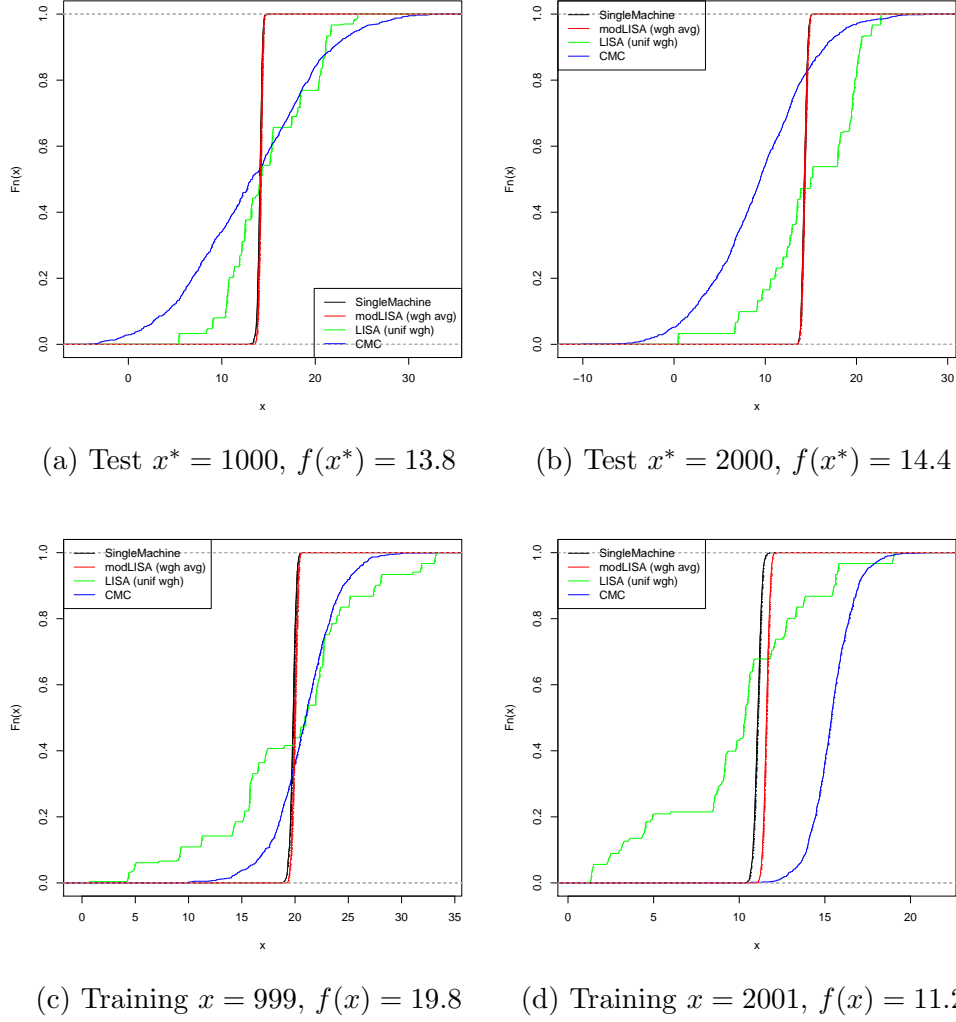 1.0
0.8
0.6
0.4
0.2
0.0
Fn(x)
SingleMachine
modLISA (wgh avg)
LISA (unif wgh)
CMC
0 10 20 30
x
(a) Test x* = 1000, f(x*) = 13.8
1.0
0.8
0.6
0.4
0.2
0.0
Fn(x)
SingleMachine
modLISA (wgh avg)
LISA (unif wgh)
CMC
−10 0 10 20 30
x
(b) Test x* = 2000, f(x*) = 14.4
1.0
0.8
0.6
0.4
0.2
0.0
Fn(x)
SingleMachine
modLISA (wgh avg)
LISA (unif wgh)
CMC
0 5 10 15 20 25 30 35
x
(c) Training x = 999, f(x) = 19.8
1.0
0.8
0.6
0.4
0.2
0.0
Fn(x)
SingleMachine
modLISA (wgh avg)
LISA (unif wgh)
CMC
0 5 10 15 20
x
(d) Training x = 2001, f(x) = 11.2